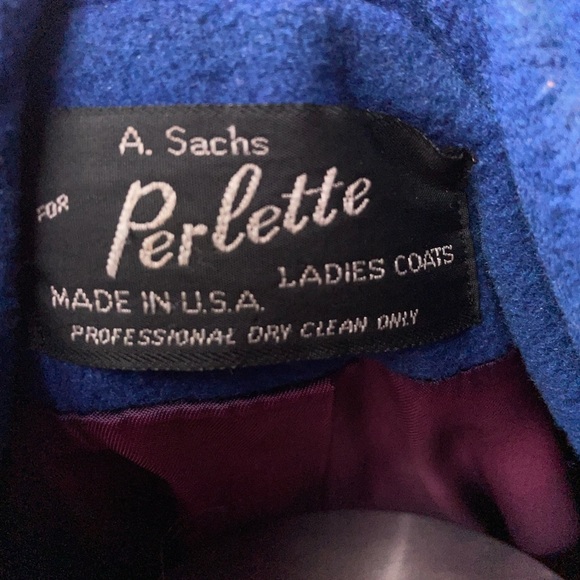 A. Sachs
FOR
Perlette
LADIES COATS
MADE IN U.S.A.
PROFESSIONAL DRY CLEAN ONLY